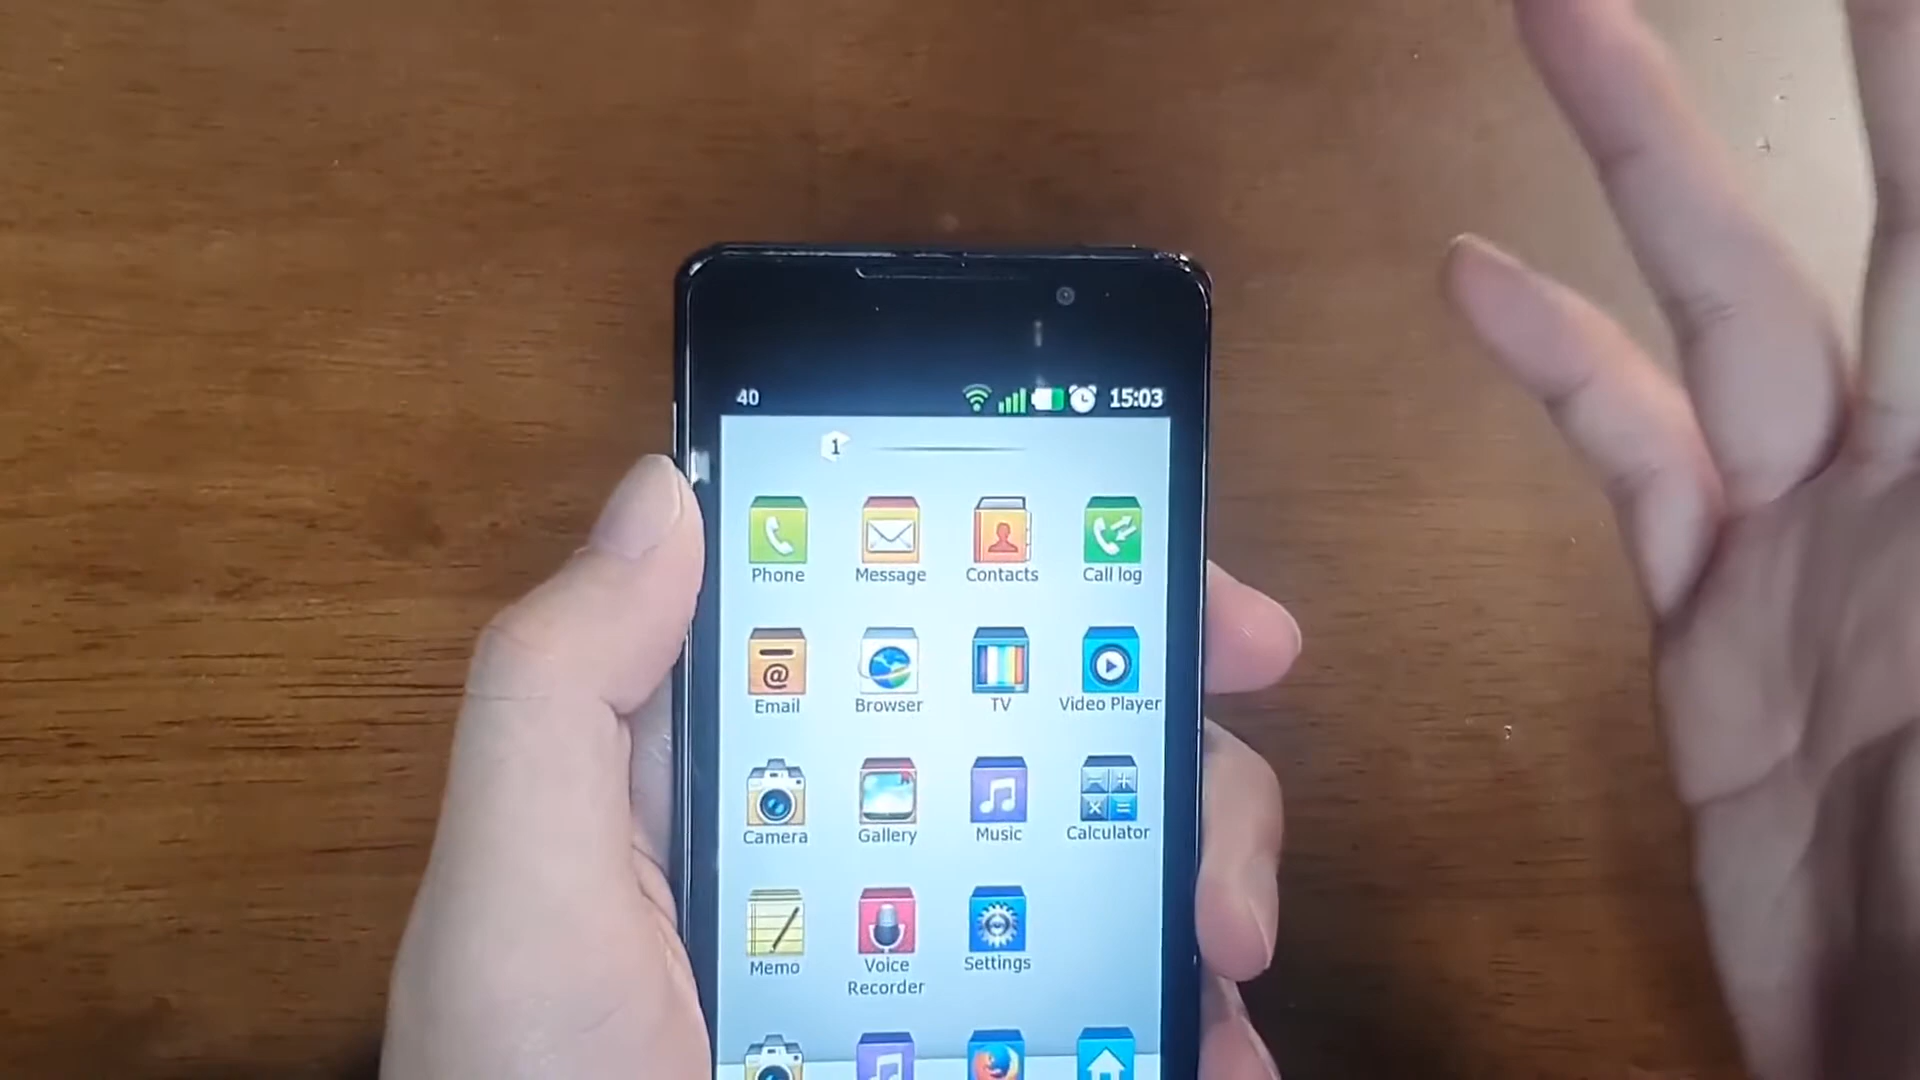 40 15:03
1
Phone Message Contacts Call log
@
Email Browser TV Video Player
Camera Gallery Music Calculator
Memo Voice Recorder Settings